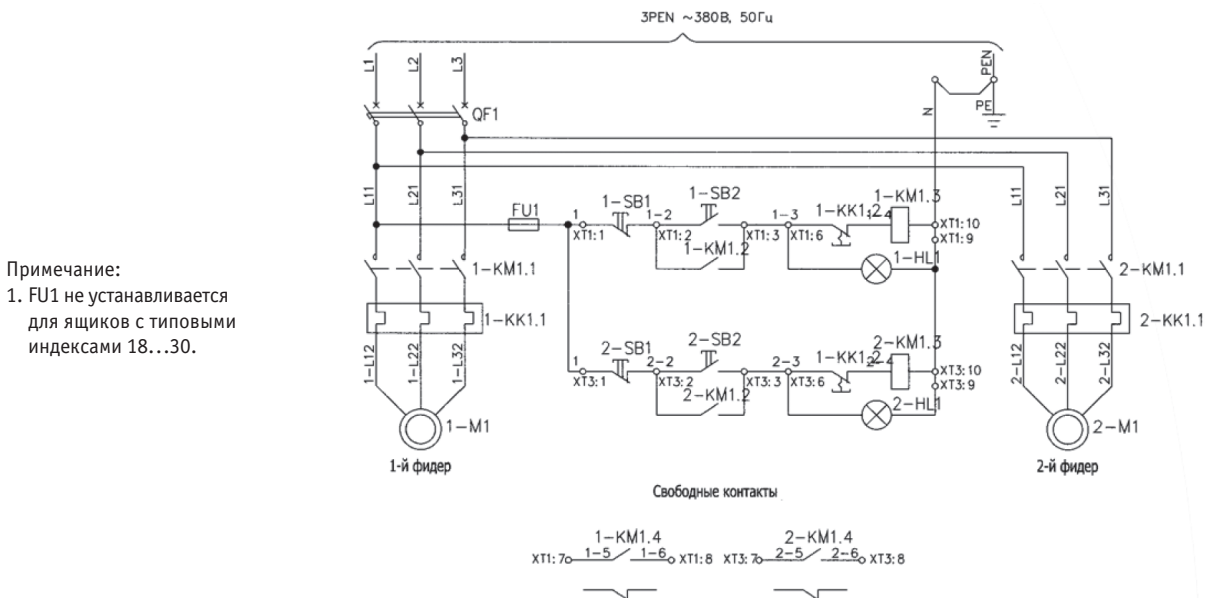 3PEN ~380В, 50Гц
L1
L2
L3
PEN
QF1
N
PE
L11
L21
L31
L11
L21
L31
FU1
1
XT1:1
1-SB1
1-2
XT1:2
1-SB2
1-KM1.2
XT1:3
1-3
XT1:6
1-KK1.2
1-4
1-KM1.3
XT1:10
XT1:9
1-HL1
1-KM1.1
2-KM1.1
Примечание:
1. FU1 не устанавливается
для ящиков с типовыми
индексами 18...30.
1-KK1.1
2-KK1.1
1-L12
1-L22
1-L32
1
XT3:1
2-SB1
2-2
XT3:2
2-SB2
2-KM1.2
XT3:3
2-3
XT3:6
1-KK1.2
2-4
2-KM1.3
XT3:10
XT3:9
2-HL1
2-L12
2-L22
2-L32
1-M1
2-M1
1-й фидер
2-й фидер
Свободные контакты
1-KM1.4
2-KM1.4
XT1:7
1-5
1-6
XT1:8
XT3:7
2-5
2-6
XT3:8